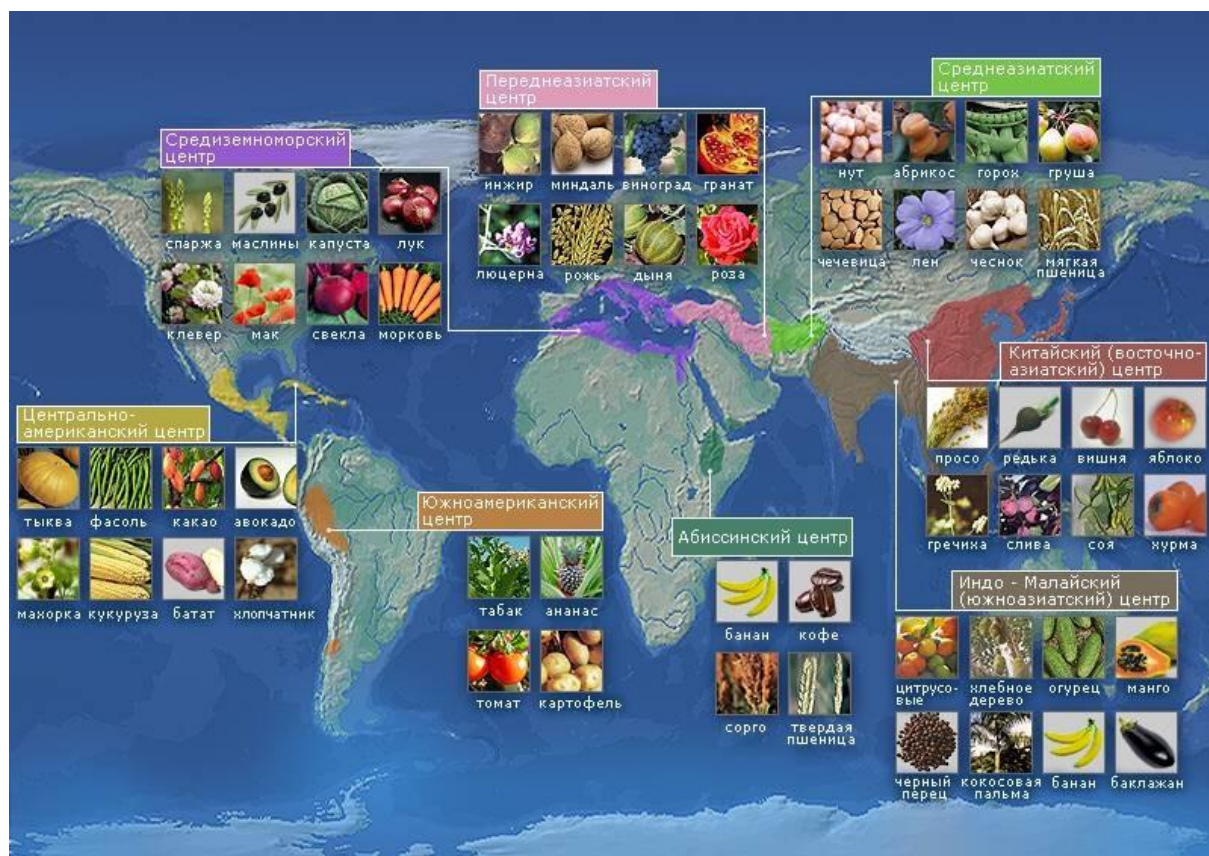 Переднеазиатский
центр
инжир миндаль виноград гранат
люцерна рожь дыня роза
Среднеазиатский
центр
нут абрикос горох груша
чечевица лен чеснок мягкая
пшеница
Средиземноморский
центр
спаржа маслины капуста лук
клевер мак свекла морковь
Китайский (восточно-
азиатский) центр
просо редька вишня яблоко
гречиха слива соя хурма
Центрально-
американский центр
тыква фасоль какао авокадо
махорка кукуруза батат хлопчатник
Южноамериканский
центр
табак ананас
томат картофель
Абиссинский центр
банан кофе
сорго твердая
пшеница
Индо - Малайский
(южноазиатский) центр
цитрусо-
вые
хлебное
дерево
огурец манго
черный
перец
кокосовая
пальма
банан баклажан